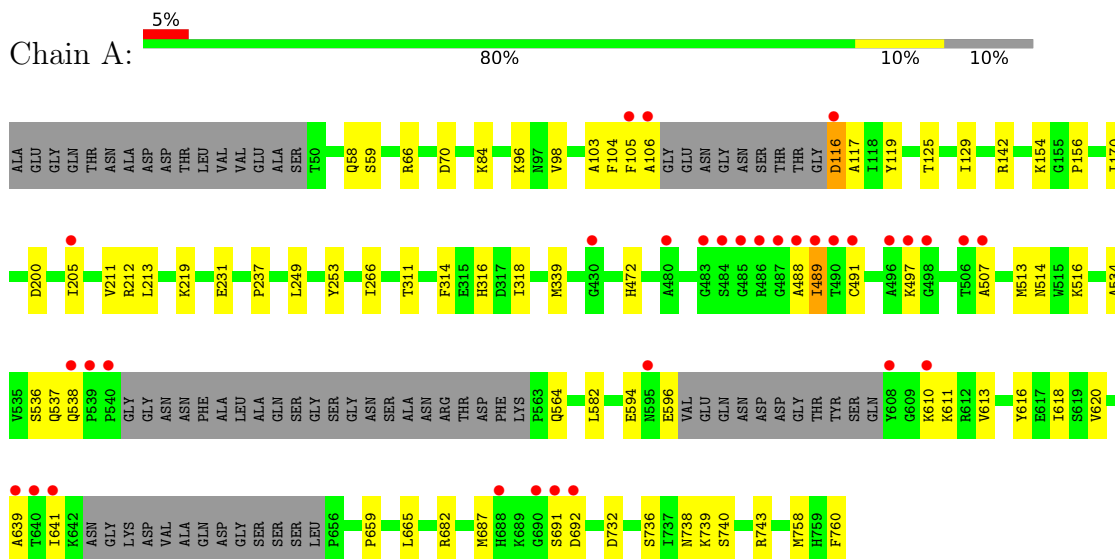 5%
Chain A:
80% 10% 10%
ALA GLU GLY GLY GLN THR ASN ALA ASP ASP THR LEU VAL VAL GLU ALA SER T50 Q58 S59 R66 D70 K84 K96 N97 V98 A103 F104 F105 A106 GLY GLU ASN GLY ASN SER THR THR GLY D116 A117 I118 Y119 T125 I129 R142 K154 G155 P156 I170
D200 I205 V211 R212 L213 K219 E231 P237 L249 Y253 I266 T311 F314 E315 H316 D317 I318 M339 G430 H472 A480 G483 S484 G485 R486 G487 A488 I489 T490 C491 A496 K497 G498 T506 A507 M513 N514 W515 K516 A534
V535 S536 Q537 Q538 P539 P540 GLY GLY ASN ASN PHE ALA LEU ALA GLN SER GLY SER GLY ASN SER ALA ASN ARG THR ASP PHE LYS P563 Q564 L582 E594 N595 E596 VAL GLU GLN ASN ASP ASP GLY THR TYR SER GLN Y608 G609 K610 K611 R612 V613 Y616 E617 I618 S619 V620
A639 T640 I641 K642 ASN GLY LYS ASP VAL ALA GLN ASP GLY SER SER SER LEU P656 P659 L665 R682 M687 H688 K689 G690 S691 D692 D732 S736 I737 N738 K739 S740 R743 M758 H759 F760